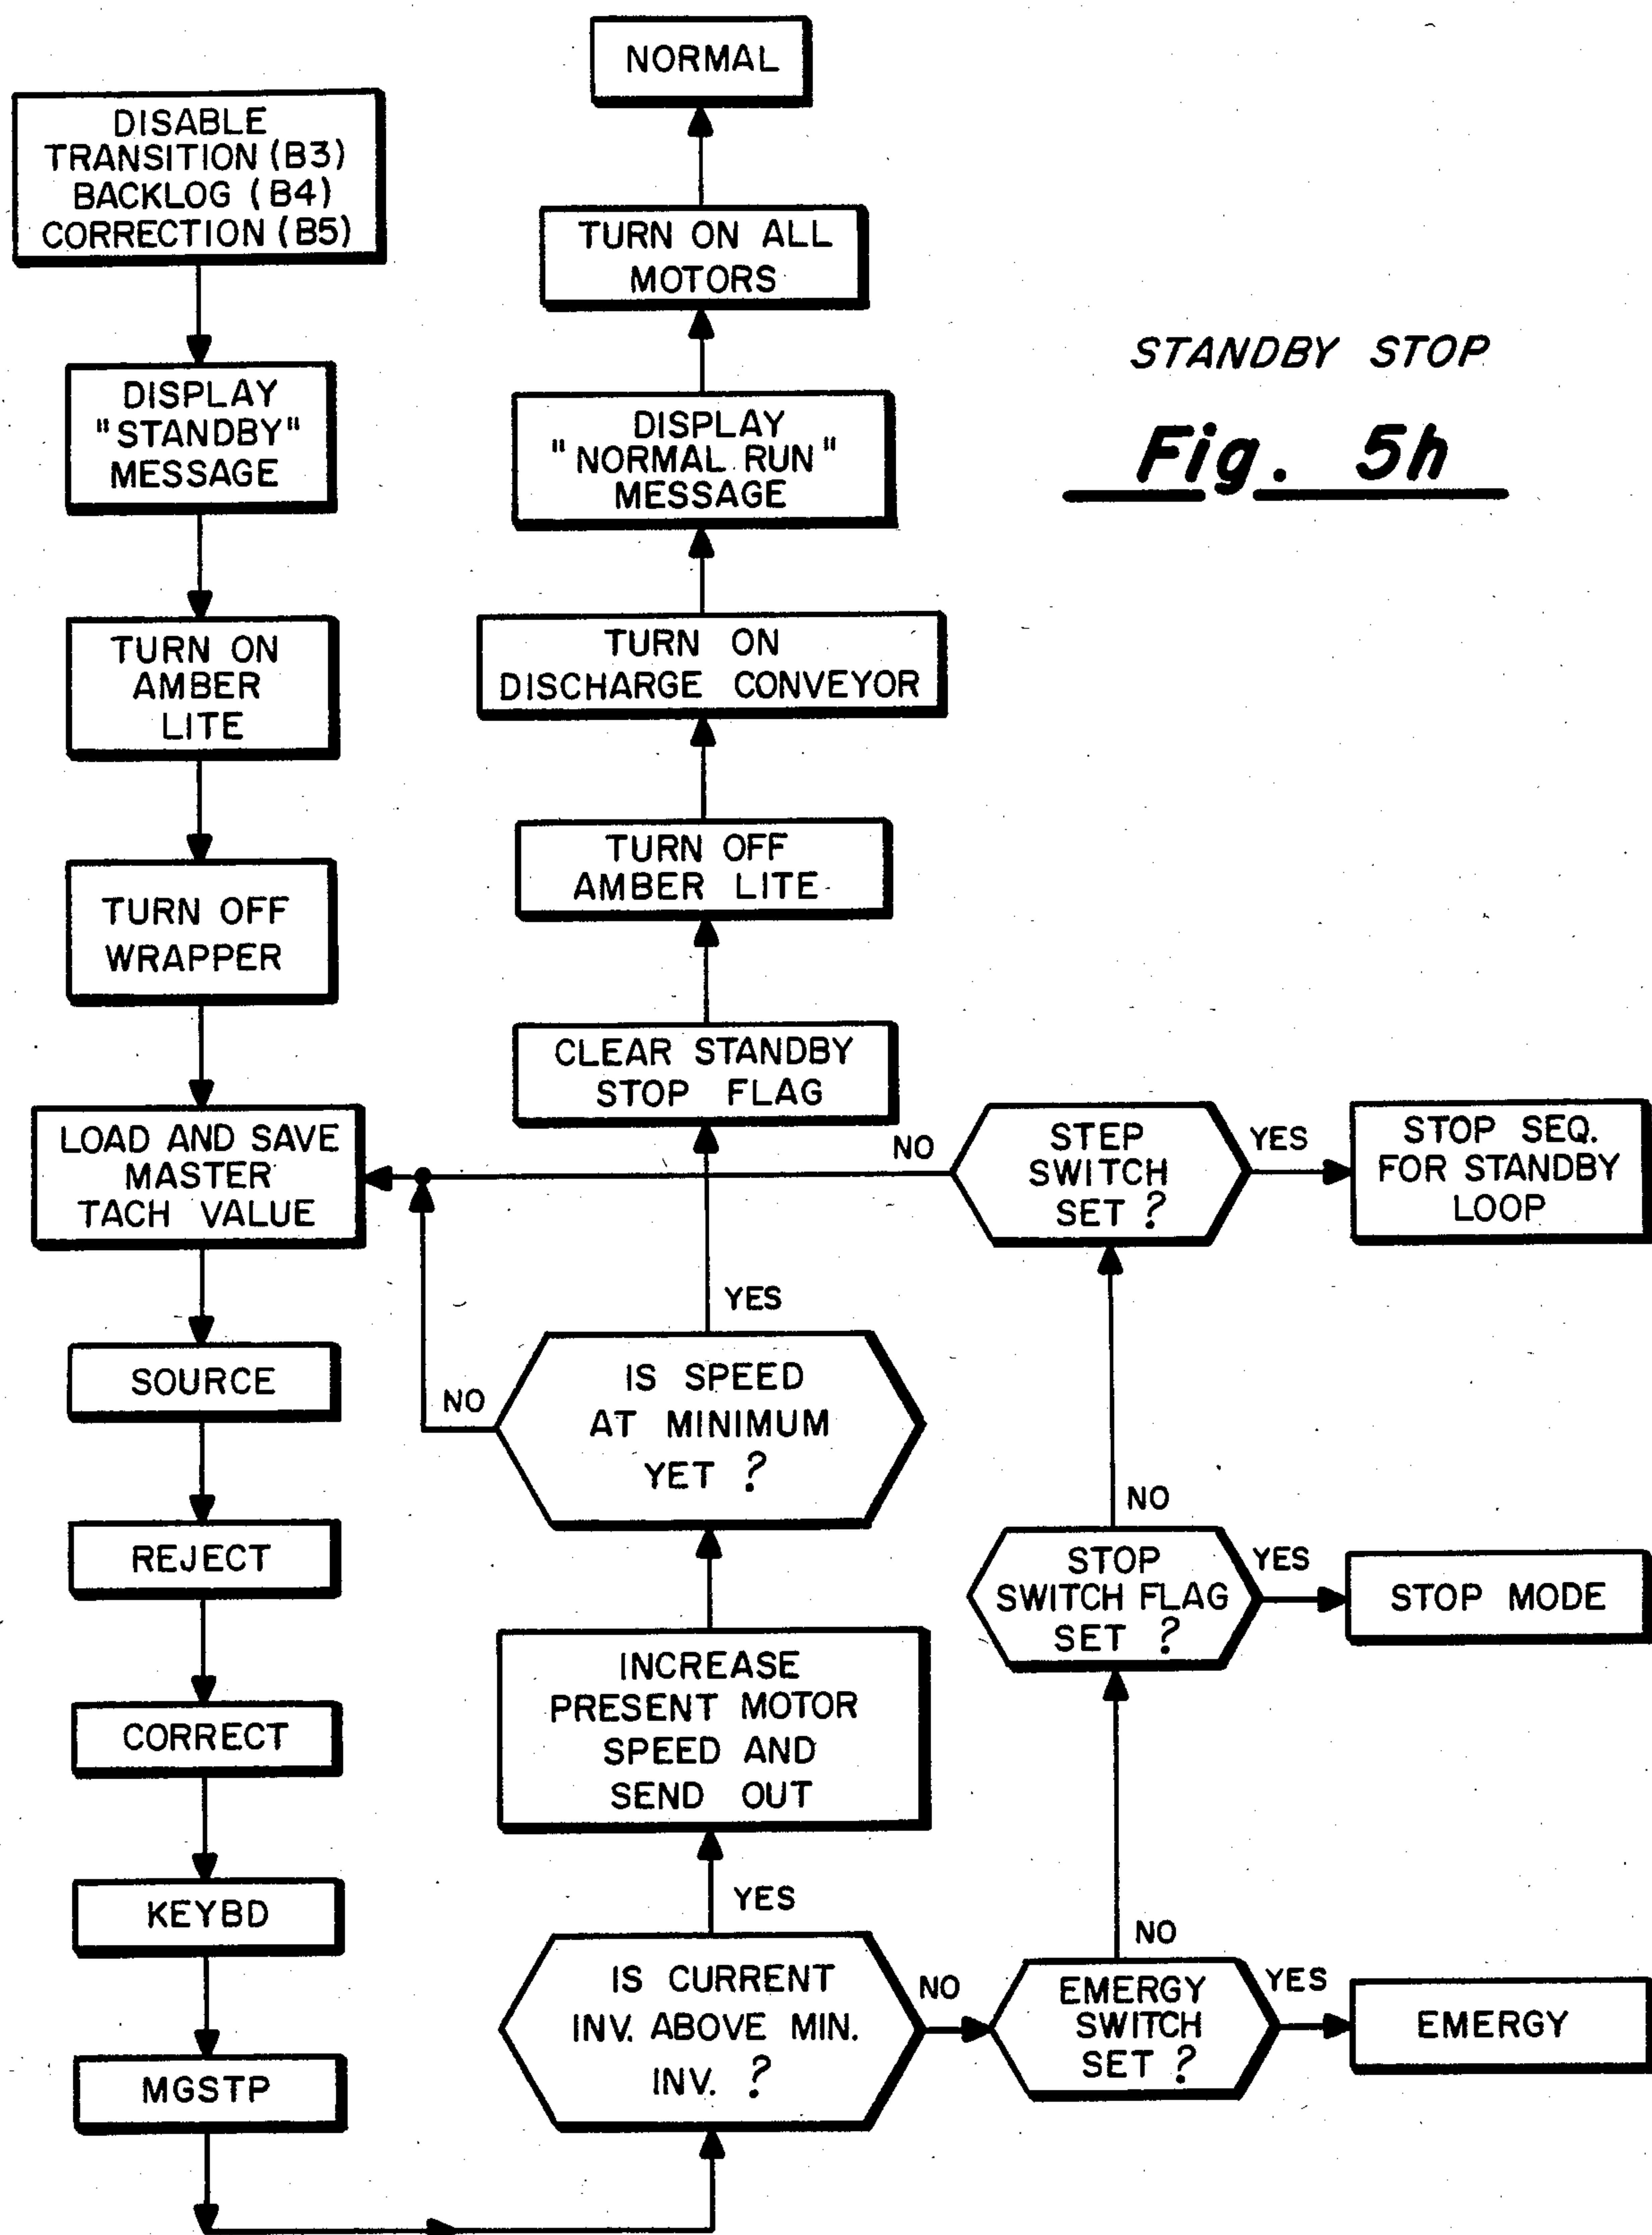 DISABLE
TRANSITION (B3)
BACKLOG (B4)
CORRECTION (B5)
DISPLAY
"STANDBY"
MESSAGE
TURN ON
AMBER
LITE
TURN OFF
WRAPPER
LOAD AND SAVE
MASTER
TACH VALUE
SOURCE
REJECT
CORRECT
KEYBD
MGSTP
NORMAL
TURN ON ALL
MOTORS
DISPLAY
"NORMAL RUN"
MESSAGE
TURN ON
DISCHARGE CONVEYOR
TURN OFF
AMBER LITE
CLEAR STANDBY
STOP FLAG
YES
IS SPEED
AT MINIMUM
YET ?
NO
INCREASE
PRESENT MOTOR
SPEED AND
SEND OUT
YES
IS CURRENT
INV. ABOVE MIN.
INV. ?
NO
STANDBY STOP
Fig. 5h
NO
STEP
SWITCH
SET ?
YES
STOP SEQ.
FOR STANDBY
LOOP
NO
STOP
SWITCH FLAG
SET ?
YES
STOP MODE
NO
EMERGY
SWITCH
SET ?
YES
EMERGY